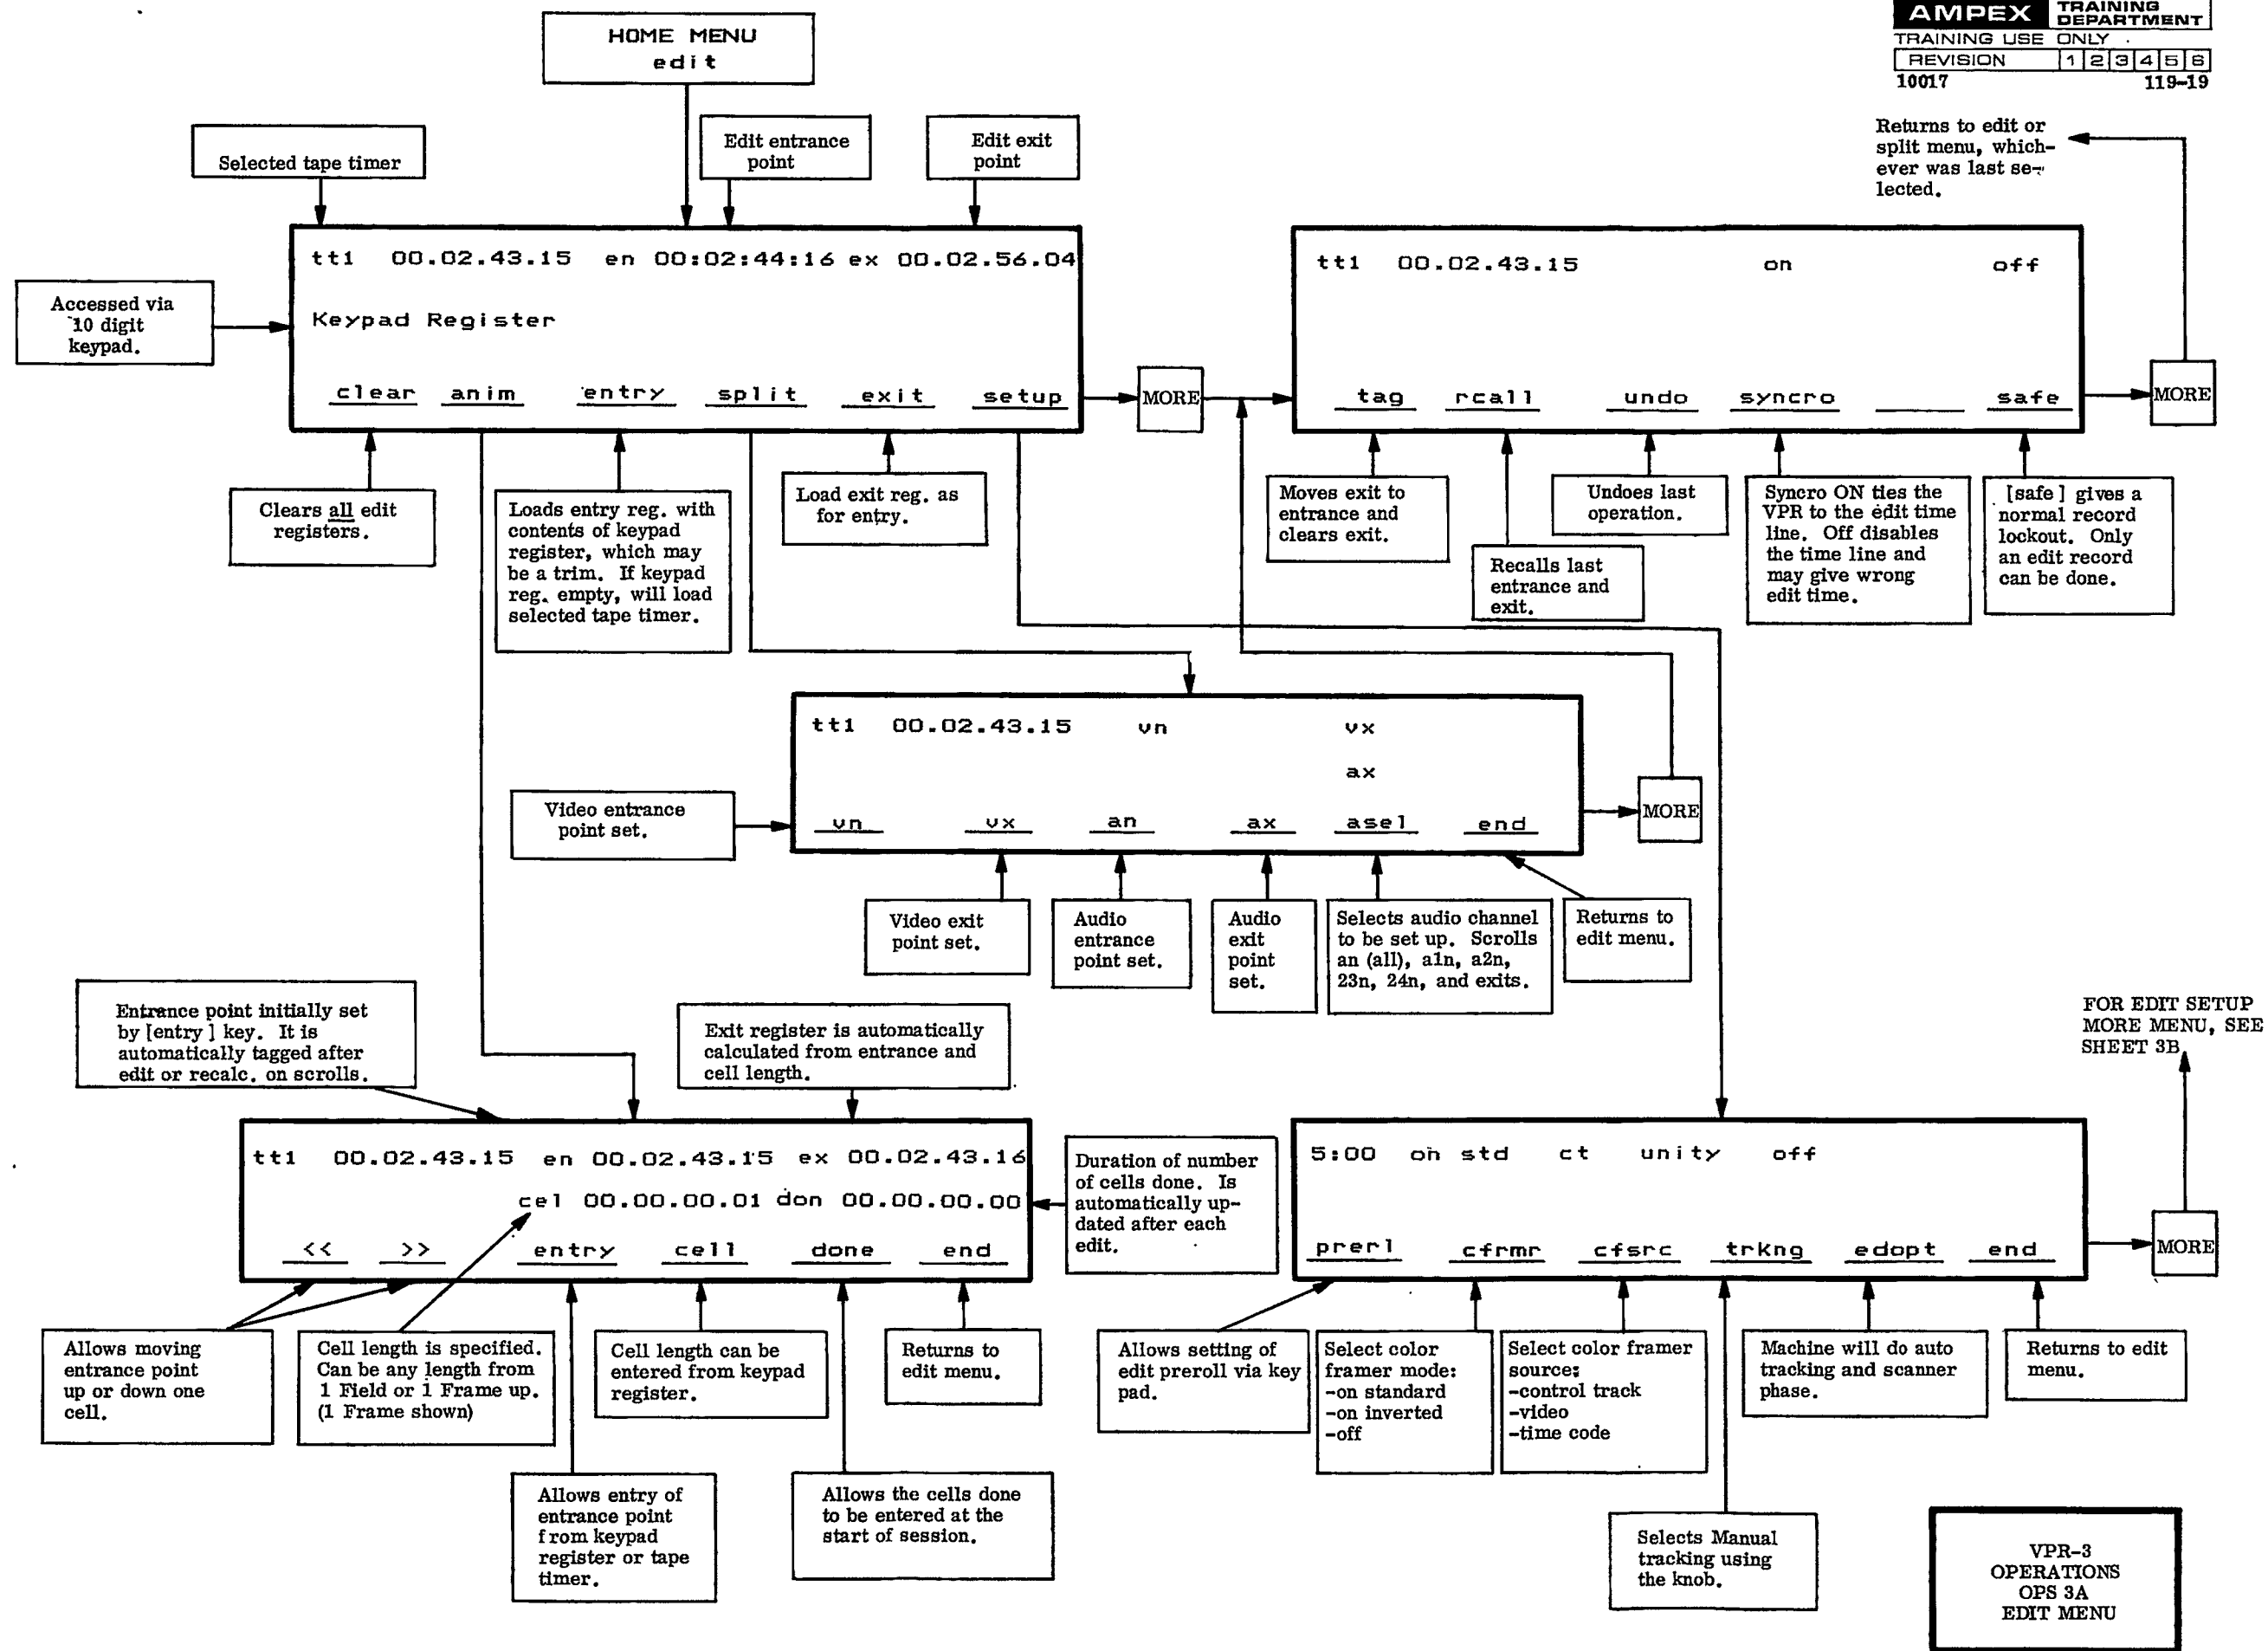 AMPEX TRAINING
DEPARTMENT
TRAINING USE ONLY
REVISION 1 2 3 4 5 6
10017 119-19
HOME MENU
edit
Selected tape timer
Edit entrance
point
Edit exit
point
Returns to edit or
split menu, which-
ever was last se-
lected.
Accessed via
10 digit
keypad.
tt1 00.02.43.15 en 00:02:44:16 ex 00.02.56.04
Keypad Register
clear anim entry split exit setup
MORE
tt1 00.02.43.15 on off
tag rcall undo syncro safe
MORE
Clears all edit
registers.
Loads entry reg. with
contents of keypad
register, which may
be a trim. If keypad
reg. empty, will load
selected tape timer.
Load exit reg. as
for entry.
Moves exit to
entrance and
clears exit.
Recalls last
entrance and
exit.
Undoes last
operation.
Syncro ON ties the
VPR to the edit time
line. Off disables
the time line and
may give wrong
edit time.
[safe] gives a
normal record
lockout. Only
an edit record
can be done.
Video entrance
point set.
tt1 00.02.43.15 vn vx
ax
vn vx an ax asel end
MORE
Video exit
point set.
Audio
entrance
point set.
Audio
exit
point
set.
Selects audio channel
to be set up. Scrolls
an (all), a1n, a2n,
23n, 24n, and exits.
Returns to
edit menu.
Entrance point initially set
by [entry] key. It is
automatically tagged after
edit or recalc. on scrolls.
Exit register is automatically
calculated from entrance and
cell length.
FOR EDIT SETUP
MORE MENU, SEE
SHEET 3B
tt1 00.02.43.15 en 00.02.43.15 ex 00.02.43.16
cel 00.00.00.01 don 00.00.00.00
<< >> entry cell done end
Duration of number
of cells done. Is
automatically up-
dated after each
edit.
5:00 on std ct unity off
prerl cfrmr cfsrc trkng edopt end
MORE
Allows moving
entrance point
up or down one
cell.
Cell length is specified.
Can be any length from
1 Field or 1 Frame up.
(1 Frame shown)
Cell length can be
entered from keypad
register.
Returns to
edit menu.
Allows entry of
entrance point
from keypad
register or tape
timer.
Allows the cells done
to be entered at the
start of session.
Allows setting of
edit preroll via key
pad.
Select color
framer mode:
-on standard
-on inverted
-off
Select color framer
source:
-control track
-video
-time code
Machine will do auto
tracking and scanner
phase.
Returns to edit
menu.
Selects Manual
tracking using
the knob.
VPR-3
OPERATIONS
OPS 3A
EDIT MENU